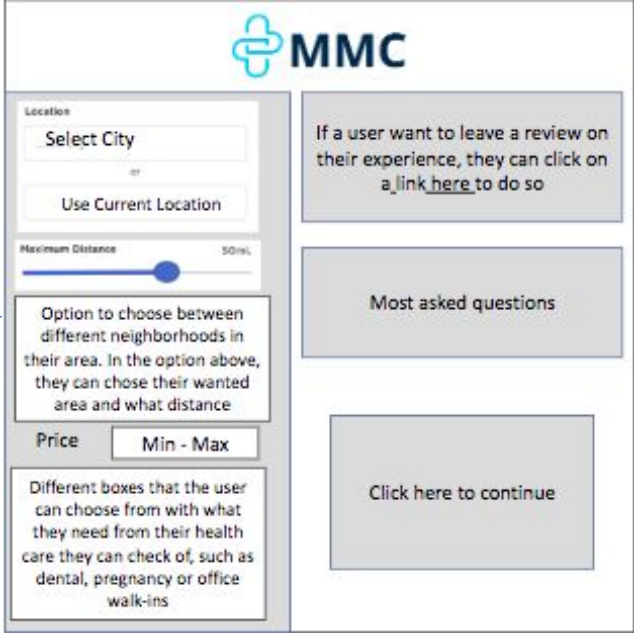 MMC
Location
Select City
or
Use Current Location
Maximum Distance 50mi.
Option to choose between
different neighborhoods in
their area. In the option above,
they can chose their wanted
area and what distance
Price
Min - Max
Different boxes that the user
can choose from with what
they need from their health
care they can check of, such as
dental, pregnancy or office
walk-ins
If a user want to leave a review on
their experience, they can click on
a link here to do so
Most asked questions
Click here to continue